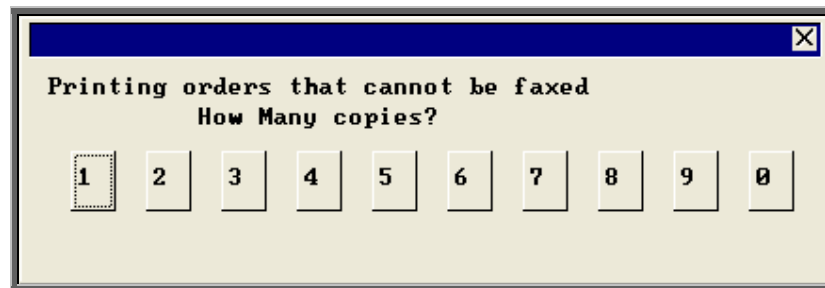 Printing orders that cannot be faxed
How Many copies?
1 2 3 4 5 6 7 8 9 0